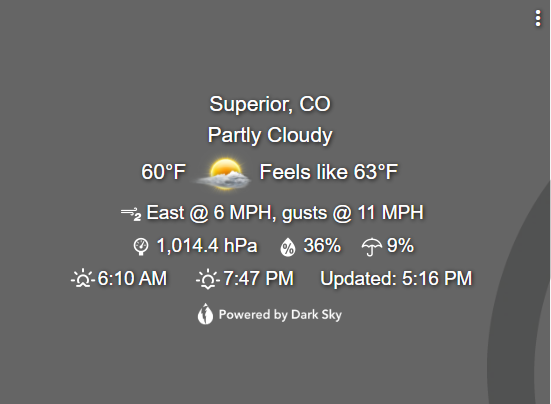 Superior, CO
Partly Cloudy
60°F Feels like 63°F
2 East @ 6 MPH, gusts @ 11 MPH
1,014.4 hPa % 36% 9%
6:10 AM 7:47 PM Updated: 5:16 PM
Powered by Dark Sky